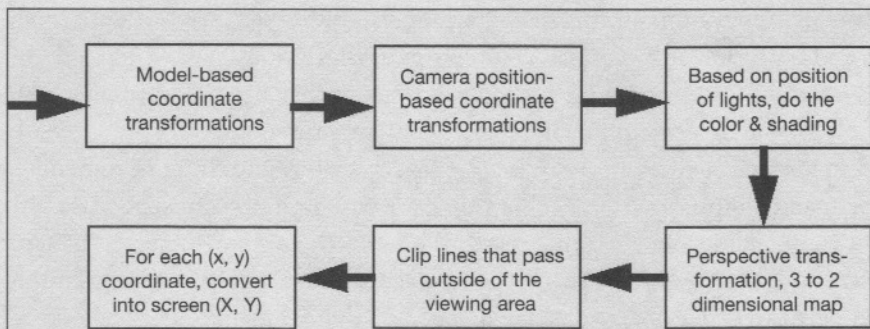 Model-based
coordinate
transformations
Camera position-
based coordinate
transformations
Based on position
of lights, do the
color & shading
Perspective trans-
formation, 3 to 2
dimensional map
Clip lines that pass
outside of the
viewing area
For each (x, y)
coordinate, convert
into screen (X, Y)